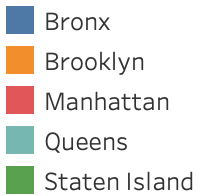 Bronx
Brooklyn
Manhattan
Queens
Staten Island